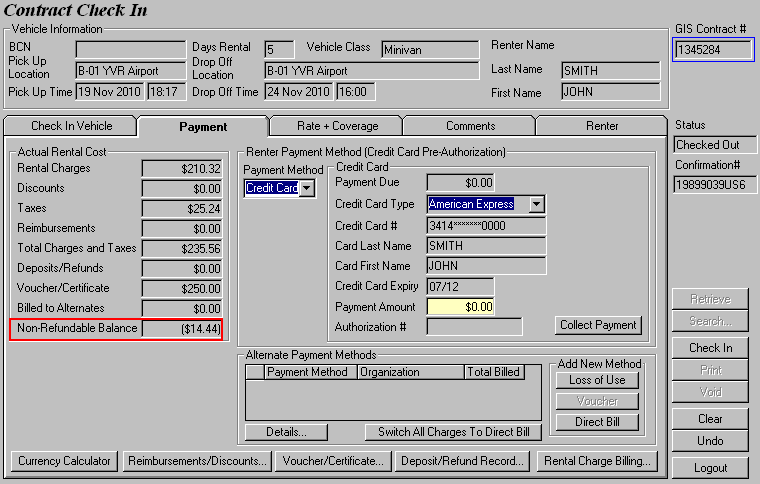 Contract Check In
Vehicle Information
GIS Contract #
1345284
BCN
Days Rental 5
Vehicle Class Minivan
Renter Name
Pick Up Location B-01 YVR Airport
Drop Off Location B-01 YVR Airport
Last Name SMITH
Pick Up Time 19 Nov 2010 18:17
Drop Off Time 24 Nov 2010 16:00
First Name JOHN
Check In Vehicle Payment Rate + Coverage Comments Renter
Status
Checked Out
Confirmation#
19899039US6
Actual Rental Cost
Rental Charges $210.32
Discounts $0.00
Taxes $25.24
Reimbursements $0.00
Total Charges and Taxes $235.56
Deposits/Refunds $0.00
Voucher/Certificate $250.00
Billed to Alternates $0.00
Non-Refundable Balance ($14.44)
Renter Payment Method (Credit Card Pre-Authorization)
Payment Method
Credit Card
Credit Card
Payment Due $0.00
Credit Card Type American Express
Credit Card # 3414*******0000
Card Last Name SMITH
Card First Name JOHN
Credit Card Expiry 07/12
Payment Amount $0.00
Authorization #
Collect Payment
Alternate Payment Methods
Payment Method Organization Total Billed
Details...
Switch All Charges To Direct Bill
Add New Method
Loss of Use
Voucher
Direct Bill
Retrieve
Search...
Check In
Print
Void
Clear
Undo
Logout
Currency Calculator Reimbursements/Discounts... Voucher/Certificate... Deposit/Refund Record... Rental Charge Billing...